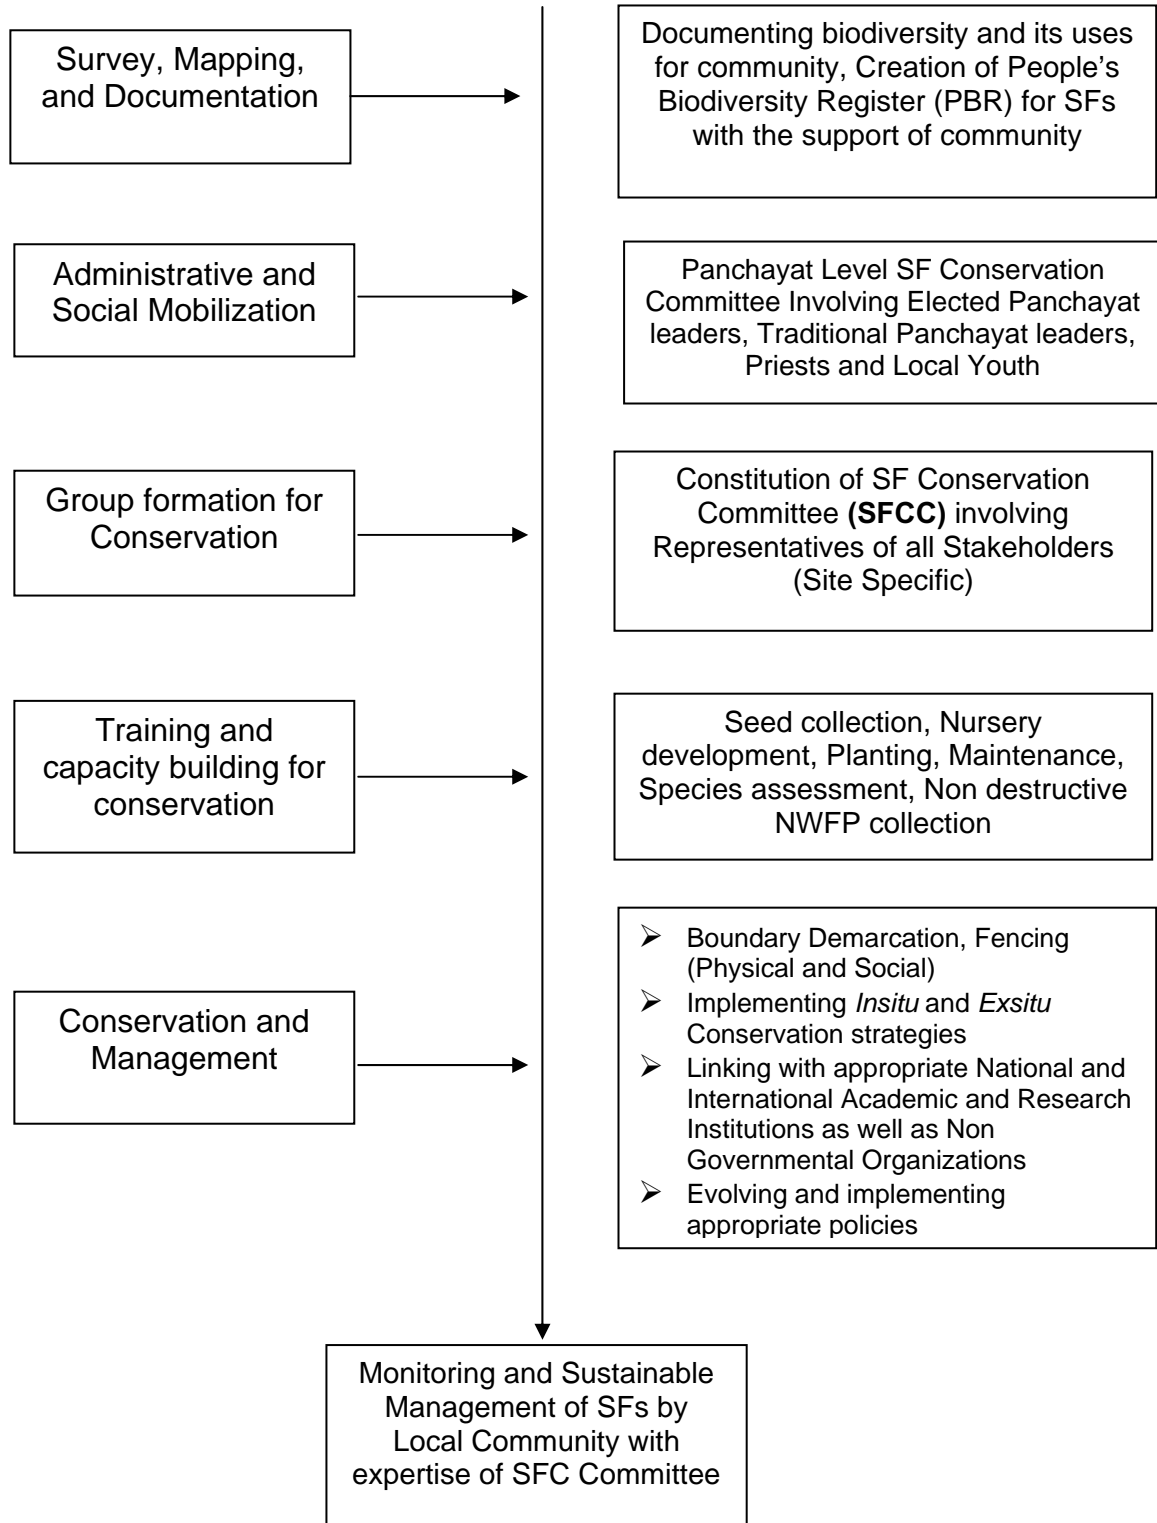 Survey, Mapping,
and Documentation
Documenting biodiversity and its uses
for community, Creation of People’s
Biodiversity Register (PBR) for SFs
with the support of community
Administrative and
Social Mobilization
Panchayat Level SF Conservation
Committee Involving Elected Panchayat
leaders, Traditional Panchayat leaders,
Priests and Local Youth
Group formation for
Conservation
Constitution of SF Conservation
Committee (SFCC) involving
Representatives of all Stakeholders
(Site Specific)
Training and
capacity building for
conservation
Seed collection, Nursery
development, Planting, Maintenance,
Species assessment, Non destructive
NWFP collection
Conservation and
Management
➢ Boundary Demarcation, Fencing
(Physical and Social)
➢ Implementing Insitu and Exsitu
Conservation strategies
➢ Linking with appropriate National and
International Academic and Research
Institutions as well as Non
Governmental Organizations
➢ Evolving and implementing
appropriate policies
Monitoring and Sustainable
Management of SFs by
Local Community with
expertise of SFC Committee